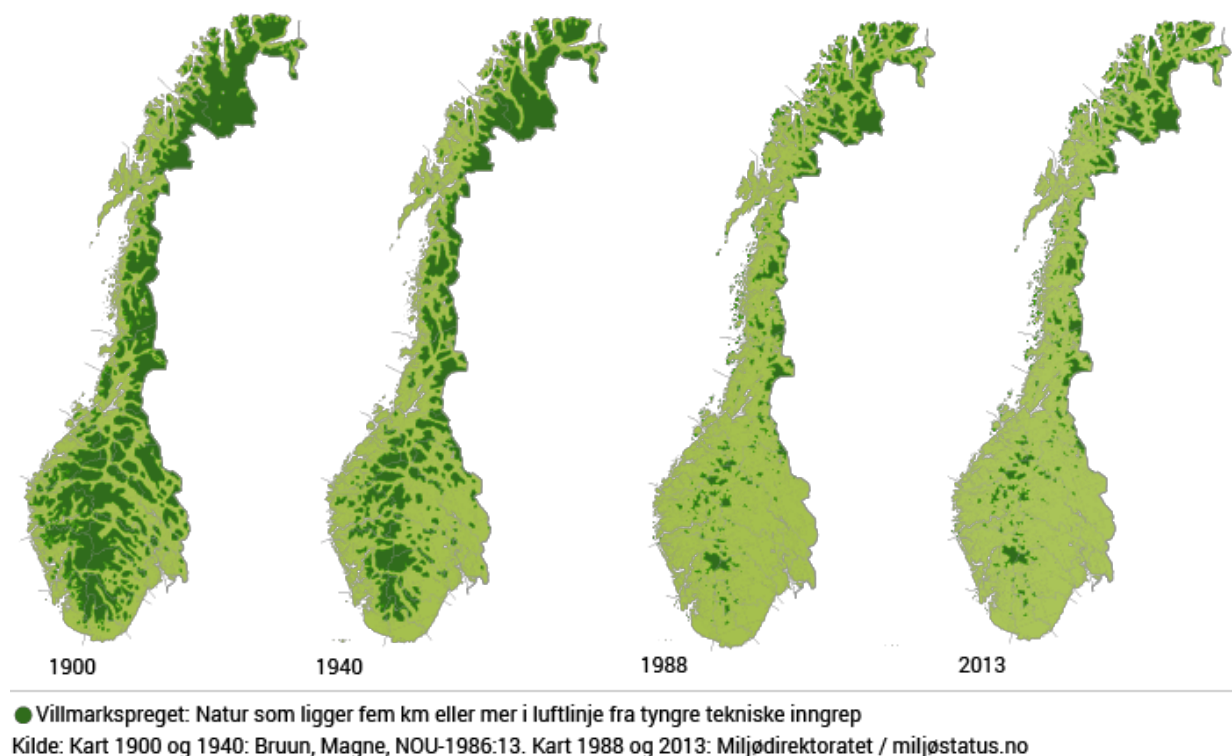 1900 1940 1988 2013
Villmarkspreget: Natur som ligger fem km eller mer i luftlinje fra tyngre tekniske inngrep
Kilde: Kart 1900 og 1940: Bruun, Magne, NOU-1986:13. Kart 1988 og 2013: Miljødirektoratet / miljøstatus.no